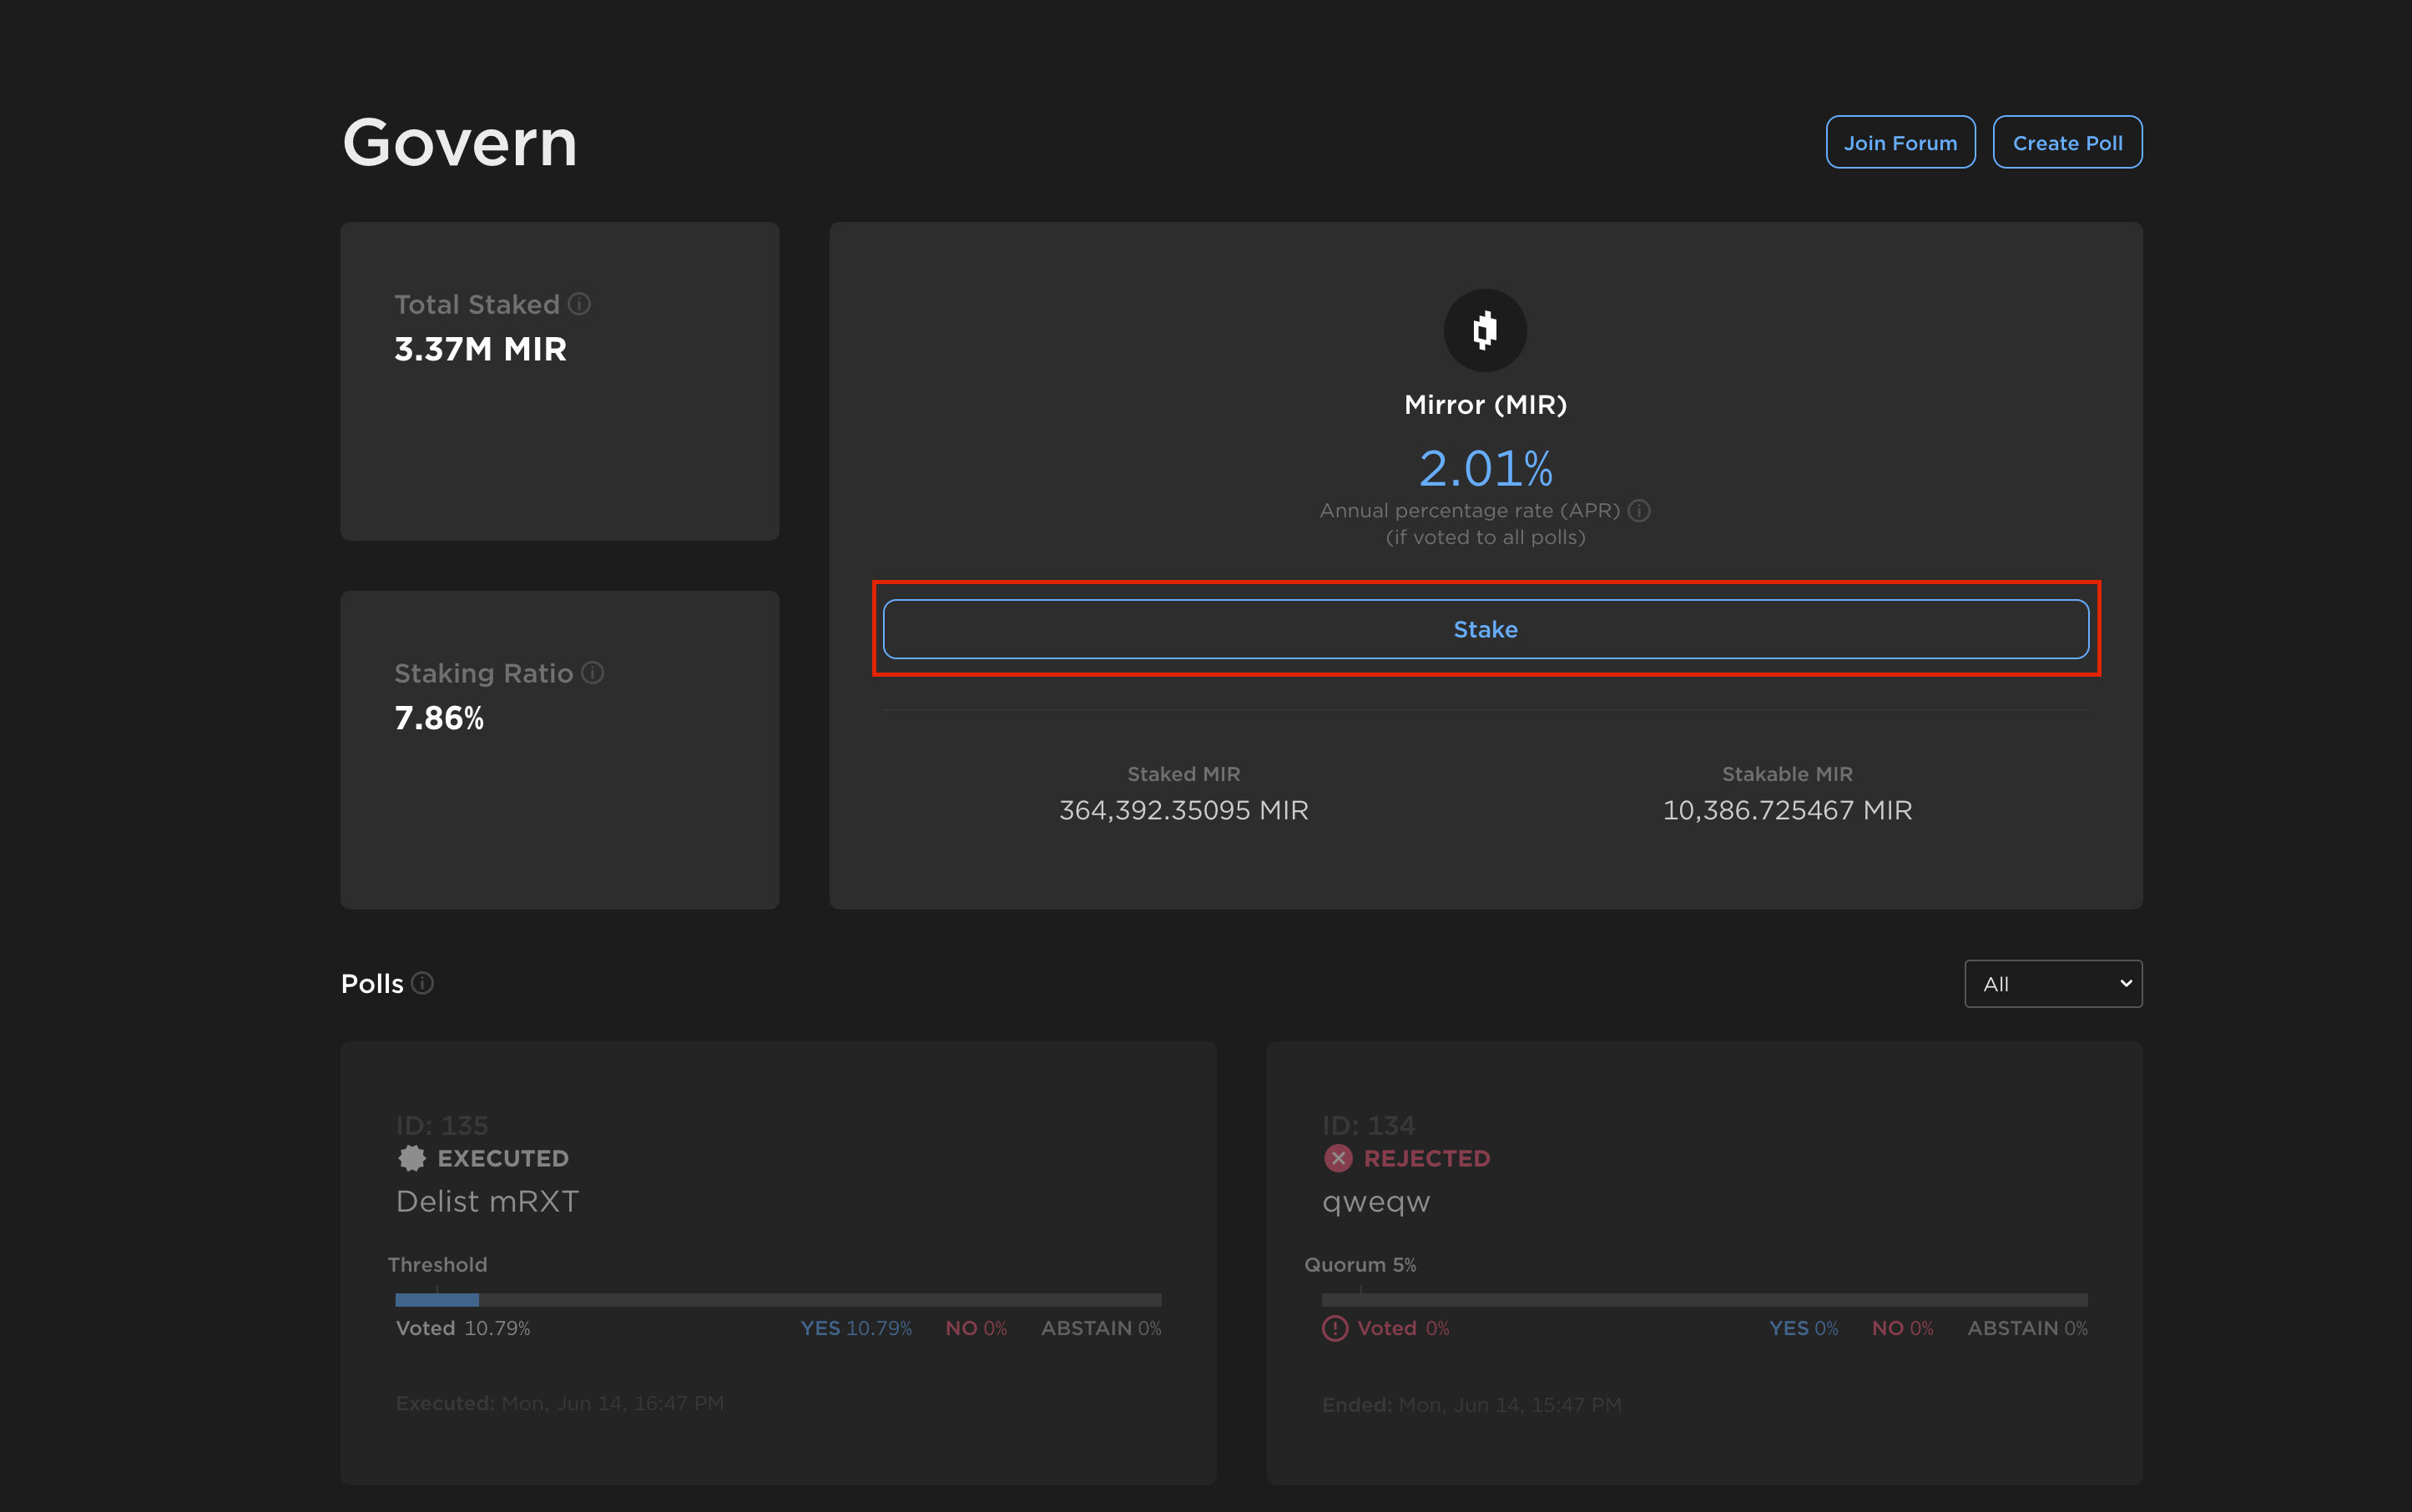 Govern
Join Forum
Create Poll
Total Staked
3.37M MIR
Mirror (MIR)
2.01%
Annual percentage rate (APR)
(if voted to all polls)
Stake
Staking Ratio
7.86%
Staked MIR
364,392.35095 MIR
Stakable MIR
10,386.725467 MIR
Polls
All
ID: 135
EXECUTED
Delist mRXT
Threshold
Voted 10.79%
YES 10.79%
NO 0%
ABSTAIN 0%
Executed: Mon, Jun 14, 16:47 PM
ID: 134
REJECTED
qweqw
Quorum 5%
Voted 0%
YES 0%
NO 0%
ABSTAIN 0%
Ended: Mon, Jun 14, 15:47 PM